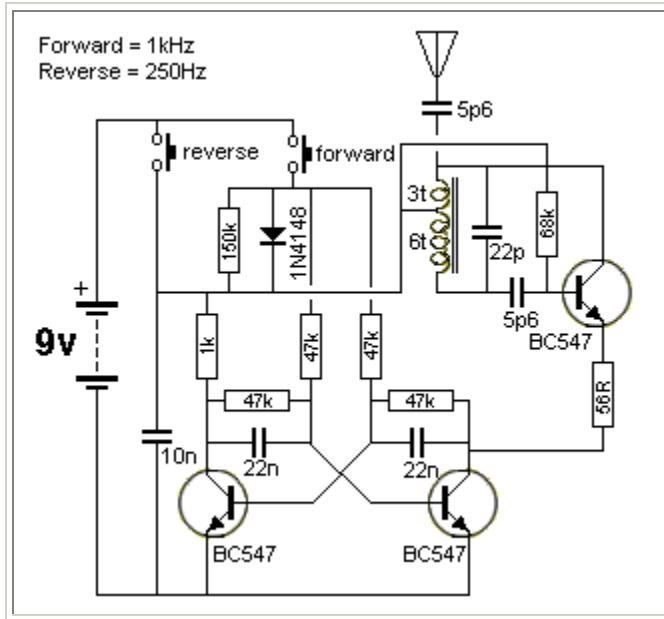 Forward = 1kHz
Reverse = 250Hz
5p6
reverse
forward
3t
6t
150k
1N4148
22p
68k
5p6
BC547
+
9v
1k
47k
47k
56R
47k
47k
10n
22n
22n
BC547
BC547